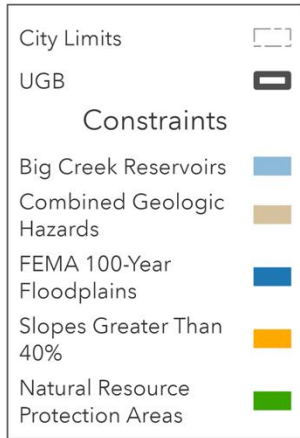 City Limits
UGB
Constraints
Big Creek Reservoirs
Combined Geologic
Hazards
FEMA 100-Year
Floodplains
Slopes Greater Than
40%
Natural Resource
Protection Areas